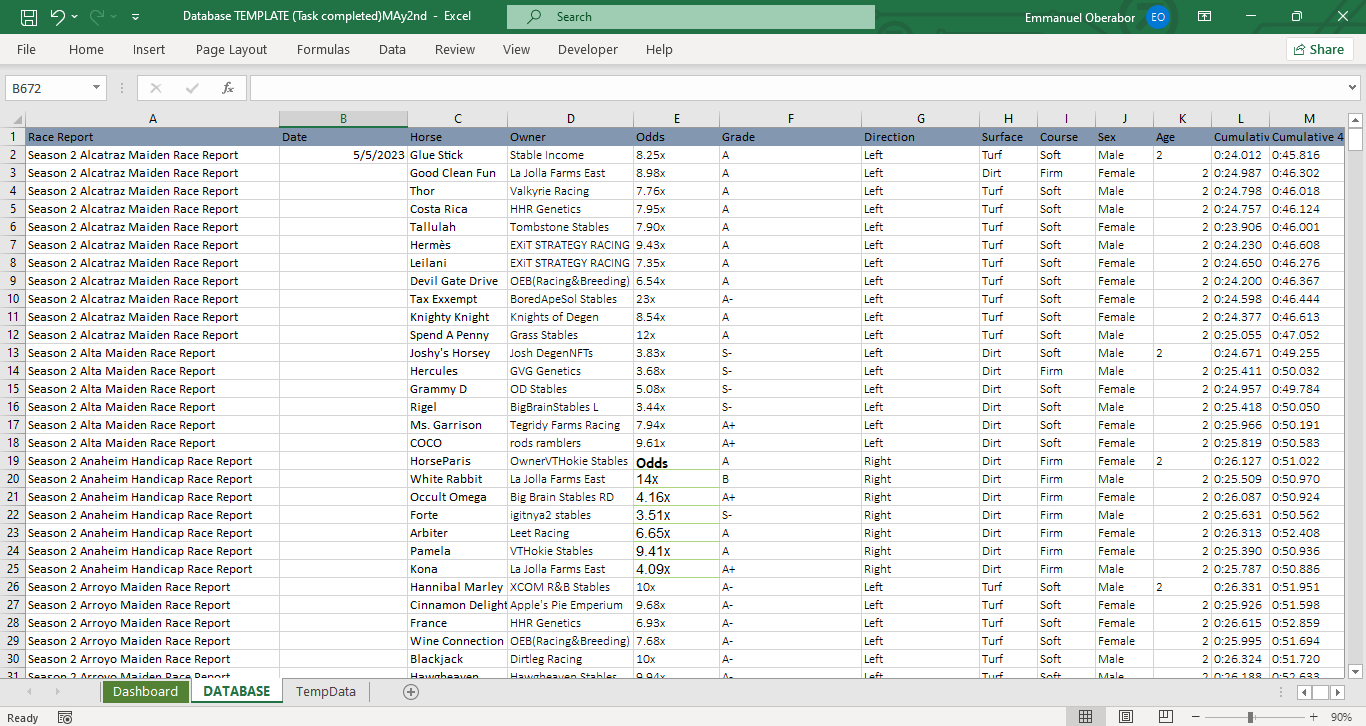 Database TEMPLATE (Task completed)MAy2nd - Excel
Search
Emmanuel Oberabor EO
File Home Insert Page Layout Formulas Data Review View Developer Help Share
B672 fx
A B C D E F G H I J K L M
1 Race Report Date Horse Owner Odds Grade Direction Surface Course Sex Age Cumulativ Cumulative 4
2 Season 2 Alcatraz Maiden Race Report 5/5/2023 Glue Stick Stable Income 8.25x A Left Turf Soft Male 2 0:24.012 0:45.816
3 Season 2 Alcatraz Maiden Race Report Good Clean Fun La Jolla Farms East 8.98x A Left Dirt Firm Female 2 0:24.987 0:46.302
4 Season 2 Alcatraz Maiden Race Report Thor Valkyrie Racing 7.76x A Left Turf Soft Male 2 0:24.798 0:46.018
5 Season 2 Alcatraz Maiden Race Report Costa Rica HHR Genetics 7.95x A Left Turf Soft Male 2 0:24.757 0:46.124
6 Season 2 Alcatraz Maiden Race Report Tallulah Tombstone Stables 7.90x A Left Turf Soft Female 2 0:23.906 0:46.001
7 Season 2 Alcatraz Maiden Race Report Hermès EXiT STRATEGY RACING 9.43x A Left Turf Soft Male 2 0:24.230 0:46.608
8 Season 2 Alcatraz Maiden Race Report Leilani EXiT STRATEGY RACING 7.35x A Left Turf Soft Female 2 0:24.650 0:46.276
9 Season 2 Alcatraz Maiden Race Report Devil Gate Drive OEB(Racing&Breeding) 6.54x A Left Turf Soft Female 2 0:24.200 0:46.367
10 Season 2 Alcatraz Maiden Race Report Tax Exxempt BoredApeSol Stables 23x A- Left Turf Soft Female 2 0:24.598 0:46.444
11 Season 2 Alcatraz Maiden Race Report Knighty Knight Knights of Degen 8.54x A Left Turf Soft Female 2 0:24.377 0:46.613
12 Season 2 Alcatraz Maiden Race Report Spend A Penny Grass Stables 12x A Left Turf Soft Male 2 0:25.055 0:47.052
13 Season 2 Alta Maiden Race Report Joshy's Horsey Josh DegenNFTs 3.83x S- Left Dirt Soft Male 2 0:24.671 0:49.255
14 Season 2 Alta Maiden Race Report Hercules GVG Genetics 3.68x S- Left Dirt Firm Male 2 0:25.411 0:50.032
15 Season 2 Alta Maiden Race Report Grammy D OD Stables 5.08x S- Left Dirt Soft Female 2 0:24.957 0:49.784
16 Season 2 Alta Maiden Race Report Rigel BigBrainStables L 3.44x S- Left Dirt Soft Male 2 0:25.418 0:50.050
17 Season 2 Alta Maiden Race Report Ms. Garrison Tegridy Farms Racing 7.94x A+ Left Dirt Soft Male 2 0:25.966 0:50.191
18 Season 2 Alta Maiden Race Report COCO rods ramblers 9.61x A+ Left Dirt Soft Female 2 0:25.819 0:50.583
19 Season 2 Anaheim Handicap Race Report HorseParis OwnerVTHokie Stables Odds A Right Dirt Firm Female 2 0:26.127 0:51.022
20 Season 2 Anaheim Handicap Race Report White Rabbit La Jolla Farms East 14x B Right Dirt Firm Male 2 0:25.509 0:50.970
21 Season 2 Anaheim Handicap Race Report Occult Omega Big Brain Stables RD 4.16x A+ Right Dirt Firm Male 2 0:26.087 0:50.924
22 Season 2 Anaheim Handicap Race Report Forte igitnya2 stables 3.51x S- Right Dirt Firm Male 2 0:25.631 0:50.562
23 Season 2 Anaheim Handicap Race Report Arbiter Leet Racing 6.65x A Right Dirt Firm Female 2 0:26.313 0:52.408
24 Season 2 Anaheim Handicap Race Report Pamela VTHokie Stables 9.41x A Right Dirt Firm Female 2 0:25.390 0:50.936
25 Season 2 Anaheim Handicap Race Report Kona La Jolla Farms East 4.09x A+ Right Dirt Firm Male 2 0:25.787 0:50.886
26 Season 2 Arroyo Maiden Race Report Hannibal Marley XCOM R&B Stables 10x A- Left Turf Soft Male 2 0:26.331 0:51.951
27 Season 2 Arroyo Maiden Race Report Cinnamon Delight Apple's Pie Emperium 9.68x A- Left Turf Soft Female 2 0:25.926 0:51.598
28 Season 2 Arroyo Maiden Race Report France HHR Genetics 6.93x A- Left Turf Soft Female 2 0:26.615 0:52.859
29 Season 2 Arroyo Maiden Race Report Wine Connection OEB(Racing&Breeding) 7.68x A- Left Turf Soft Female 2 0:25.995 0:51.694
30 Season 2 Arroyo Maiden Race Report Blackjack Dirtleg Racing 10x A- Left Turf Soft Male 2 0:26.324 0:51.720
31 Season 2 Arroyo Maiden Race Report Hawgheaven Hawgheaven Stables 9.94x A- Left Turf Soft Female 2 0:26.188 0:52.633
Dashboard DATABASE TempData
Ready 90%